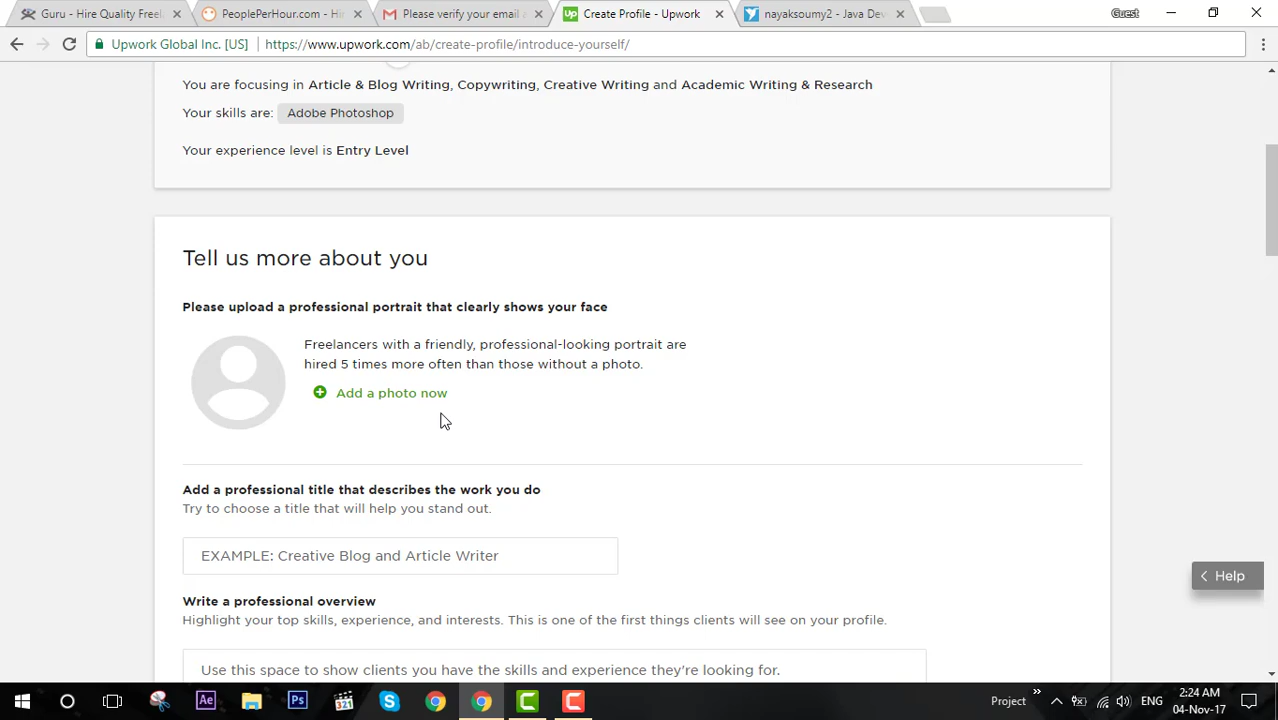 Guru - Hire Quality Freel
PeoplePerHour.com - Hi
Please verify your email
Create Profile - Upwork
nayaksoumy2 - Java Dev
Guest
Upwork Global Inc. [US]
https://www.upwork.com/ab/create-profile/introduce-yourself/
You are focusing in Article & Blog Writing, Copywriting, Creative Writing and Academic Writing & Research
Your skills are: Adobe Photoshop
Your experience level is Entry Level
Tell us more about you
Please upload a professional portrait that clearly shows your face
Freelancers with a friendly, professional-looking portrait are
hired 5 times more often than those without a photo.
Add a photo now
Add a professional title that describes the work you do
Try to choose a title that will help you stand out.
EXAMPLE: Creative Blog and Article Writer
Help
Write a professional overview
Highlight your top skills, experience, and interests. This is one of the first things clients will see on your profile.
Use this space to show clients you have the skills and experience they're looking for.
Ae
Ps
321
Project
ENG
2:24 AM
04-Nov-17